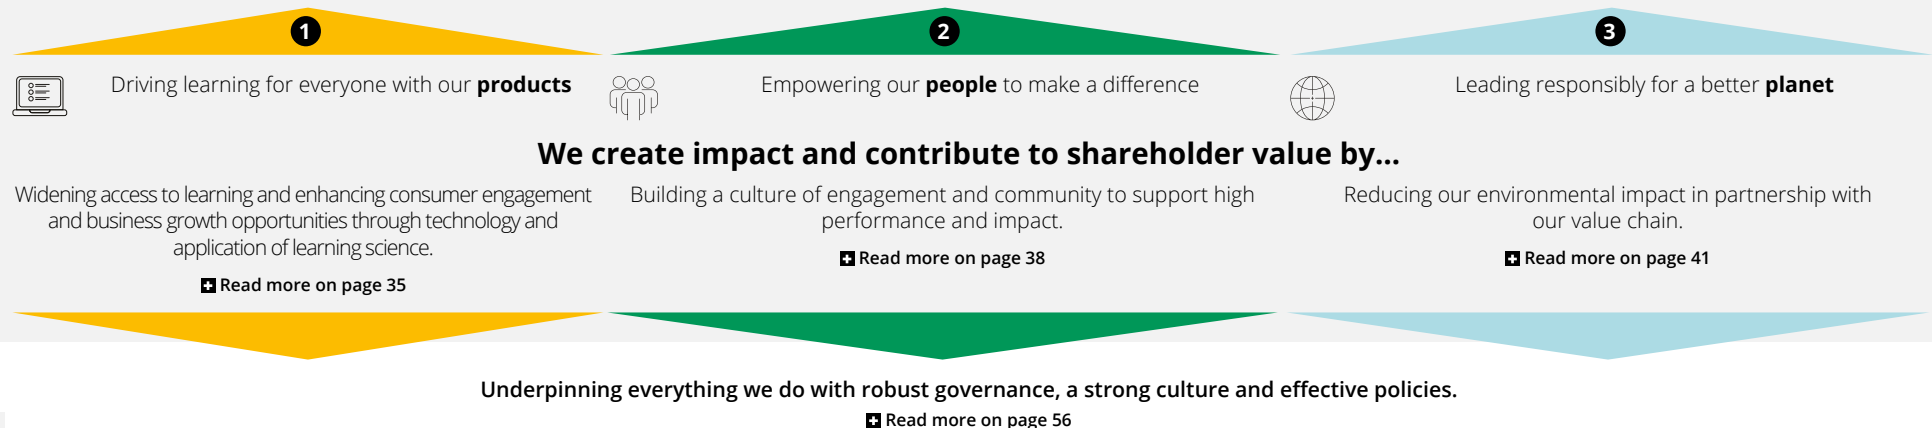 1
Driving learning for everyone with our products
2
Empowering our people to make a difference
3
Leading responsibly for a better planet
We create impact and contribute to shareholder value by...
Widening access to learning and enhancing consumer engagement
and business growth opportunities through technology and
application of learning science.
Read more on page 35
Building a culture of engagement and community to support high
performance and impact.
Read more on page 38
Reducing our environmental impact in partnership with
our value chain.
Read more on page 41
Underpinning everything we do with robust governance, a strong culture and effective policies.
Read more on page 56